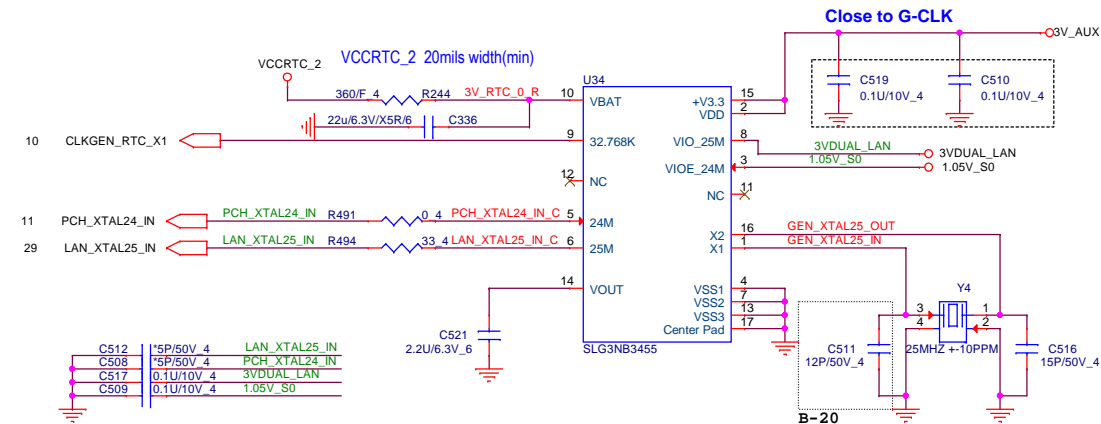 Close to G-CLK
3V_AUX
VCCRTC_2
VCCRTC_2 20mils width(min)
C519
0.1U/10V_4
C510
0.1U/10V_4
U34
360/F_4
R244
3V_RTC_0_R
10
VBAT
+V3.3
15
VDD
2
22u/6.3V/X5R/6
C336
10
CLKGEN_RTC_X1
9
32.768K
VIO_25M
8
3VDUAL_LAN
3VDUAL_LAN
VIOE_24M
3
1.05V_S0
1.05V_S0
12
NC
NC
11
11
PCH_XTAL24_IN
PCH_XTAL24_IN
R491
0_4
PCH_XTAL24_IN_C
5
24M
29
LAN_XTAL25_IN
LAN_XTAL25_IN
R494
33_4
LAN_XTAL25_IN_C
6
25M
X2
16
GEN_XTAL25_OUT
X1
1
GEN_XTAL25_IN
14
VOUT
VSS1
4
VSS2
7
VSS3
13
Center Pad
17
SLG3NB3455
C521
2.2U/6.3V_6
Y4
3
1
4
2
25MHZ +-10PPM
C511
12P/50V_4
C516
15P/50V_4
B-20
C512
*5P/50V_4
LAN_XTAL25_IN
C508
*5P/50V_4
PCH_XTAL24_IN
C517
0.1U/10V_4
3VDUAL_LAN
C509
0.1U/10V_4
1.05V_S0